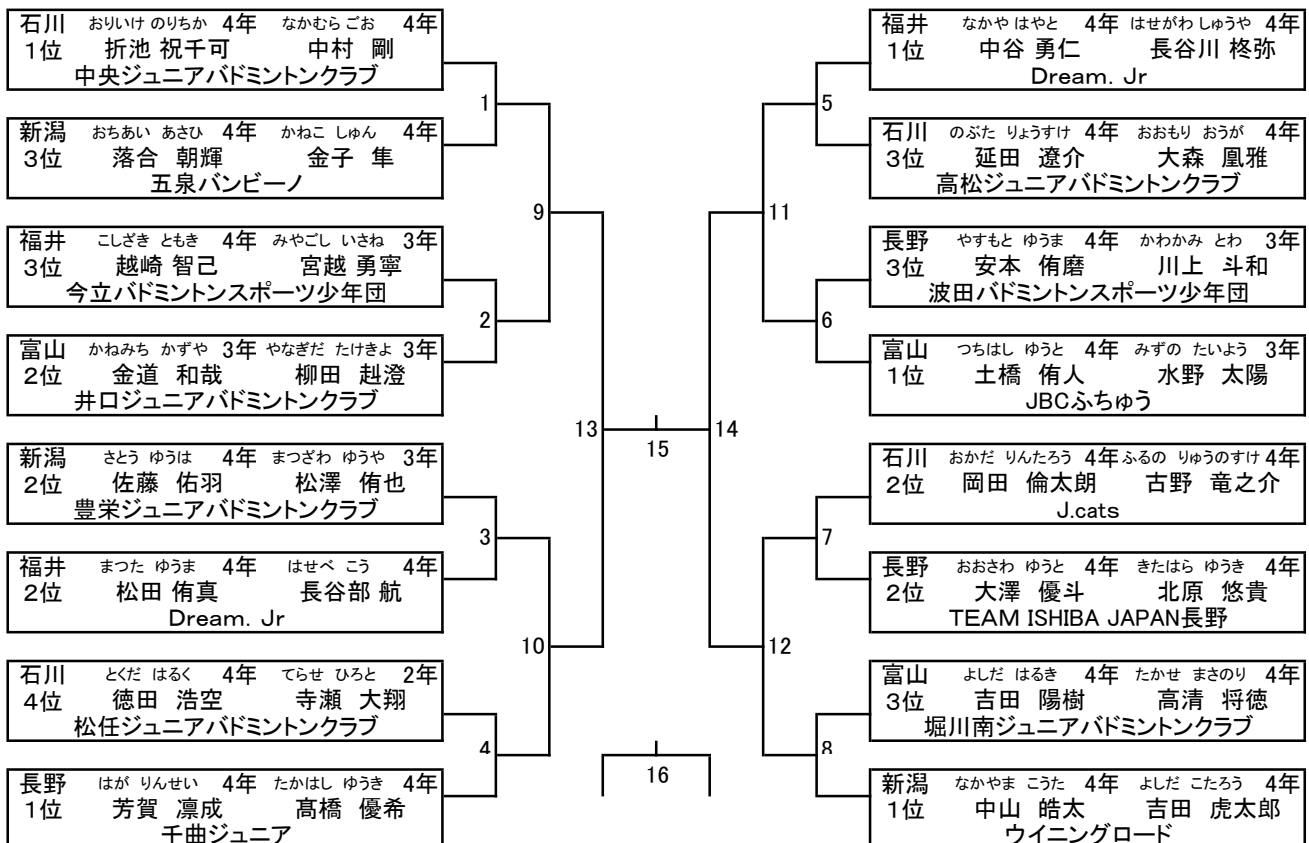 石川 おりいけ のりちか 4年 なかむら ごお 4年
1位 折池 祝千可 中村 剛
中央ジュニアバドミントンクラブ
新潟 おちあい あさひ 4年 かねこ しゅん 4年
3位 落合 朝輝 金子 隼
五泉バンビーノ
福井 こしざき ともき 4年 みやごし いさね 3年
3位 越崎 智己 宮越 勇寧
今立バドミントンスポーツ少年団
富山 かねみち かずや 3年 やなぎだ たけきよ 3年
2位 金道 和哉 柳田 赳澄
井口ジュニアバドミントンクラブ
新潟 さとう ゆうは 4年 まつざわ ゆうや 3年
2位 佐藤 佑羽 松澤 侑也
豊栄ジュニアバドミントンクラブ
福井 まつた ゆうま 4年 はせべ こう 4年
2位 松田 侑真 長谷部 航
Dream. Jr
石川 とくだ はるく 4年 てらせ ひろと 2年
4位 徳田 浩空 寺瀬 大翔
松任ジュニアバドミントンクラブ
長野 はが りんせい 4年 たかはし ゆうき 4年
1位 芳賀 凛成 髙橋 優希
千曲ジュニア
1
2
3
4
9
10
13
15
16
14
11
12
5
6
7
8
福井 なかや はやと 4年 はせがわ しゅうや 4年
1位 中谷 勇仁 長谷川 柊弥
Dream. Jr
石川 のぶた りょうすけ 4年 おおもり おうが 4年
3位 延田 遼介 大森 凰雅
高松ジュニアバドミントンクラブ
長野 やすもと ゆうま 4年 かわかみ とわ 3年
3位 安本 侑磨 川上 斗和
波田バドミントンスポーツ少年団
富山 つちはし ゆうと 4年 みずの たいよう 3年
1位 土橋 侑人 水野 太陽
JBCふちゅう
石川 おかだ りんたろう 4年 ふるの りゅうのすけ 4年
2位 岡田 倫太朗 古野 竜之介
J.cats
長野 おおさわ ゆうと 4年 きたはら ゆうき 4年
2位 大澤 優斗 北原 悠貴
TEAM ISHIBA JAPAN長野
富山 よしだ はるき 4年 たかせ まさのり 4年
3位 吉田 陽樹 高清 将徳
堀川南ジュニアバドミントンクラブ
新潟 なかやま こうた 4年 よしだ こたろう 4年
1位 中山 皓太 吉田 虎太郎
ウイニングロード